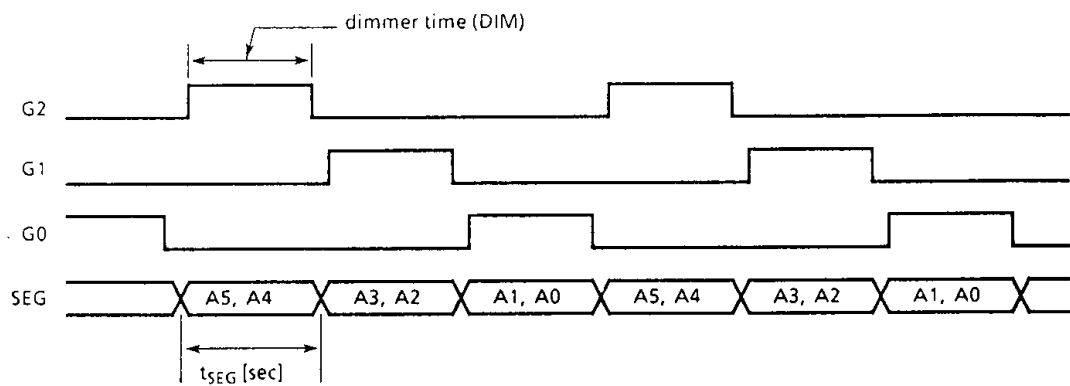 dimmer time (DIM)
G2
G1
G0
SEG A5, A4 A3, A2 A1, A0 A5, A4 A3, A2 A1, A0
tSEG [sec]